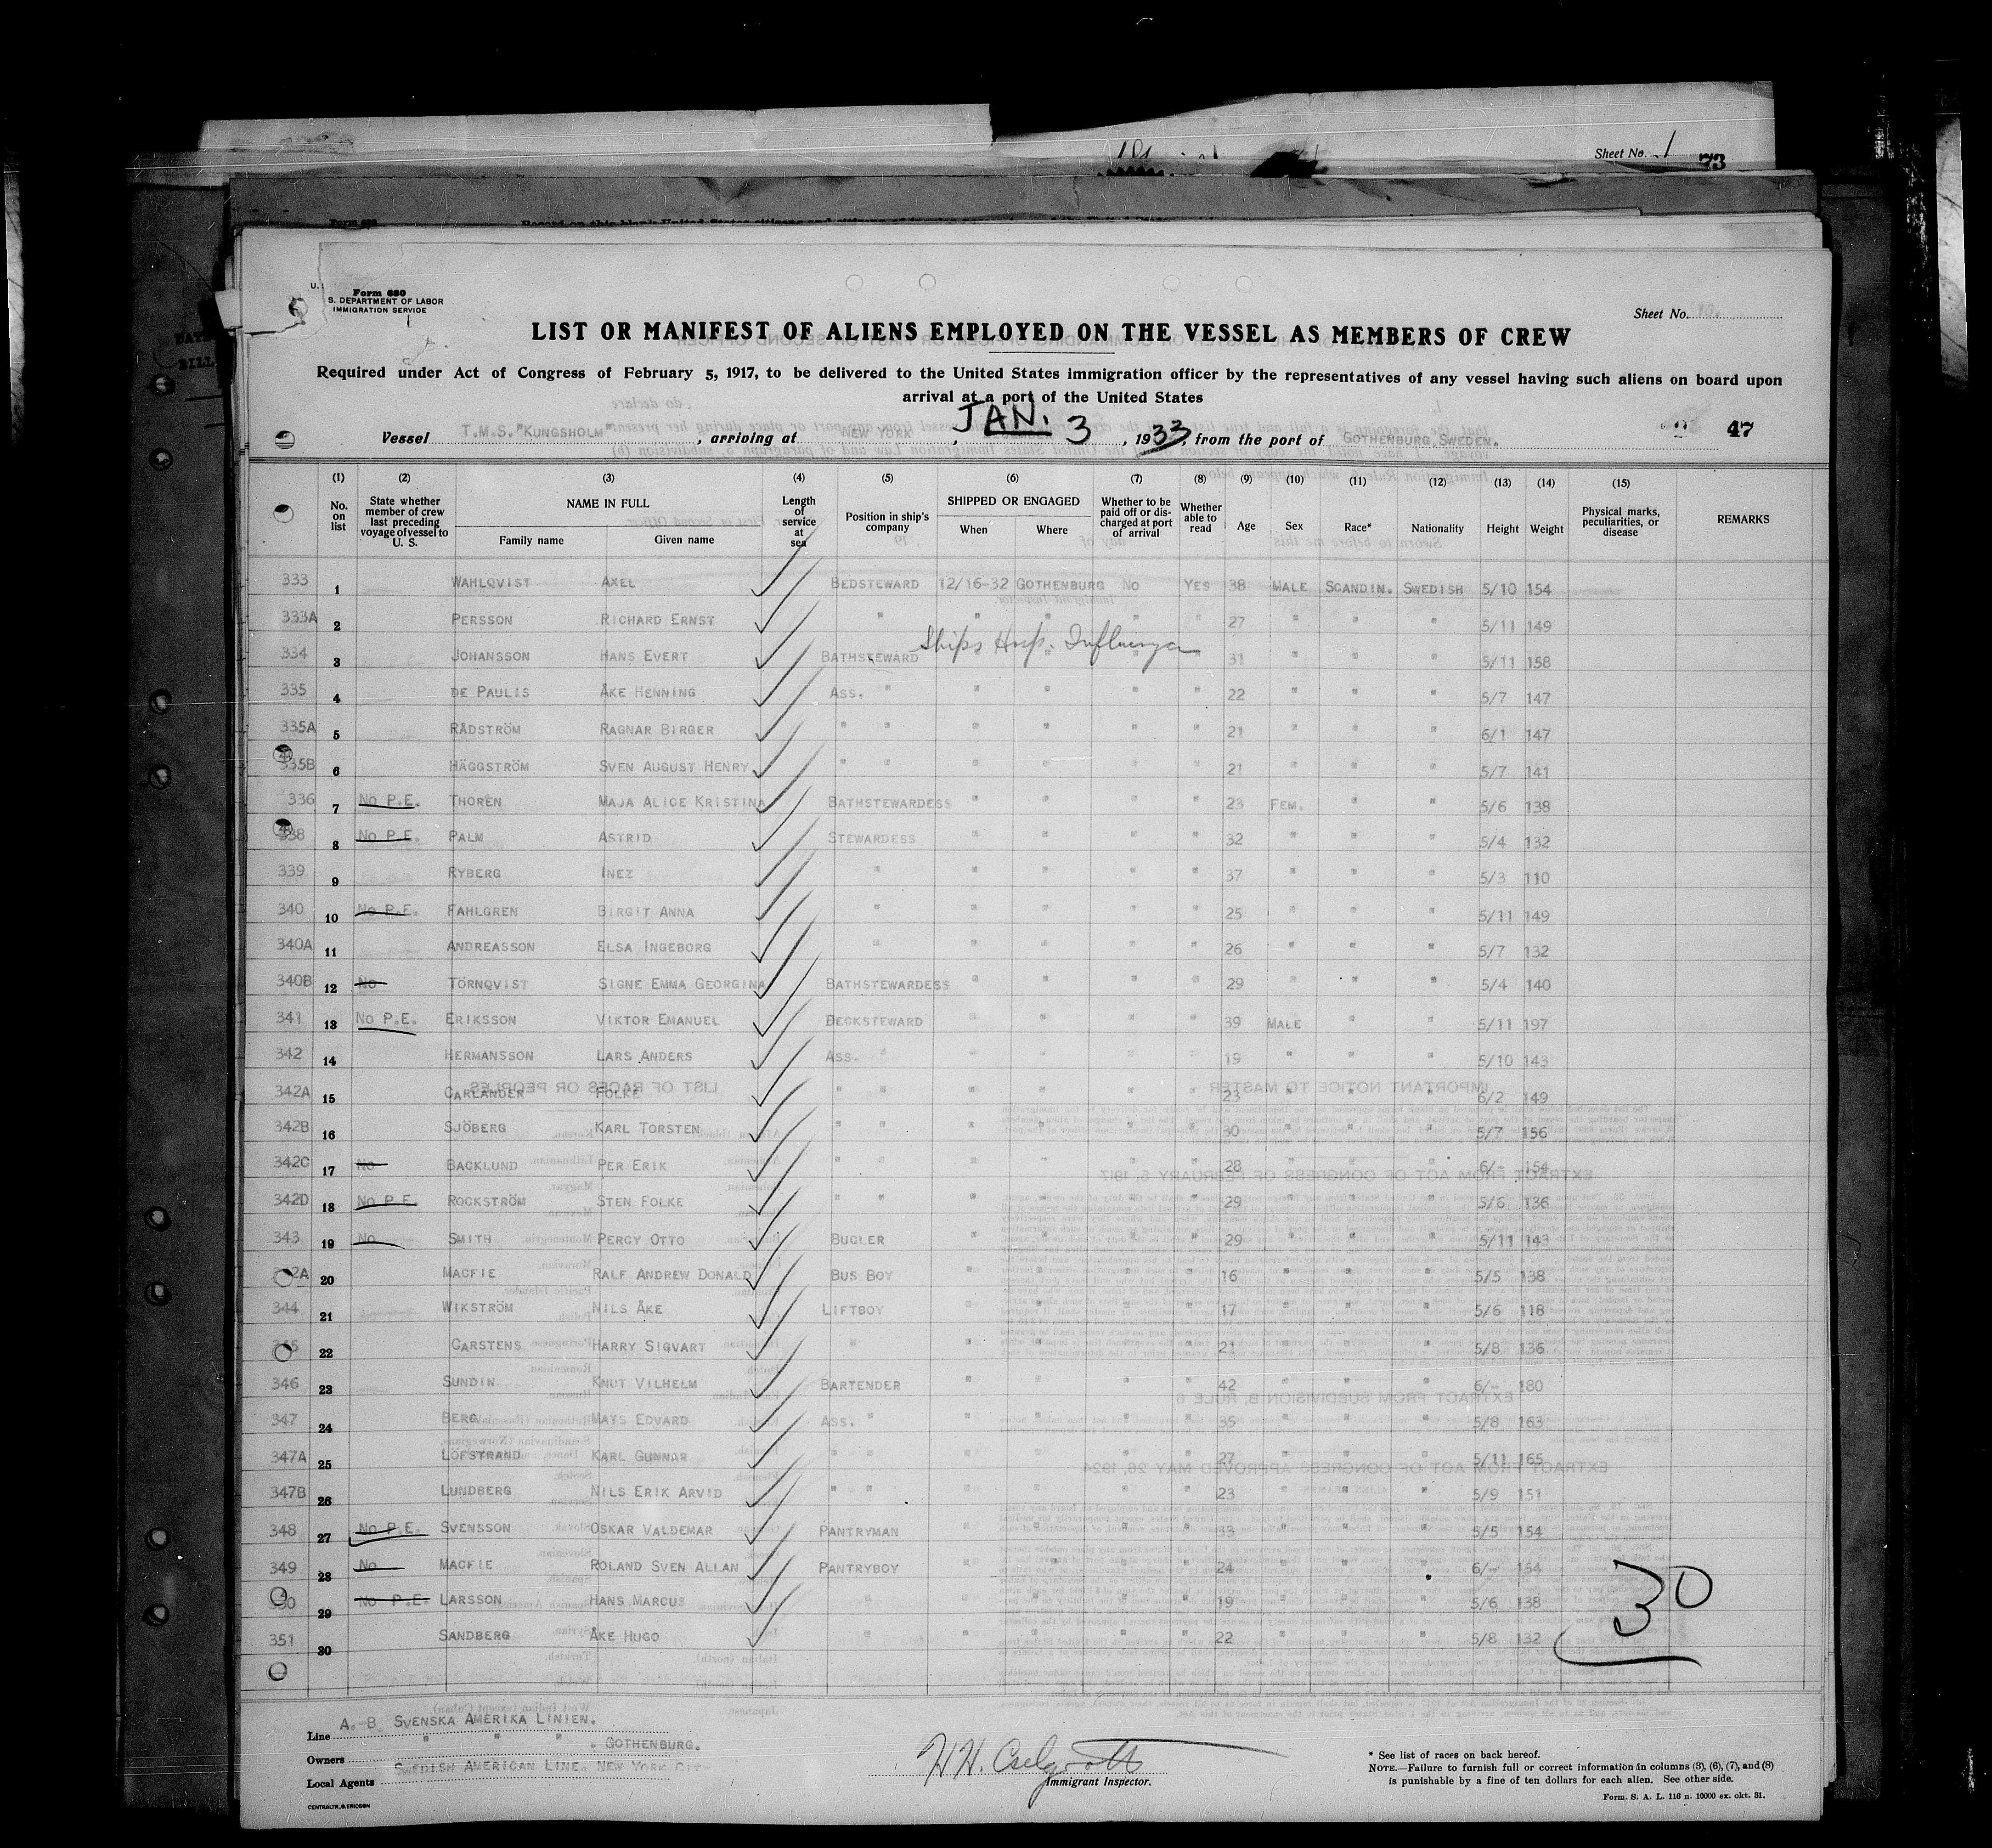 Sheet No. 1
73
Form 680
U. S. DEPARTMENT OF LABOR
IMMIGRATION SERVICE
Sheet No. 10.
LIST OR MANIFEST OF ALIENS EMPLOYED ON THE VESSEL AS MEMBERS OF CREW
Required under Act of Congress of February 5, 1917, to be delivered to the United States immigration officer by the representatives of any vessel having such aliens on board upon
arrival at a port of the United States
Vessel T.M.S. "KUNGSHOLM", arriving at NEW YORK, JAN. 3, 1933, from the port of GOTHENBURG, SWEDEN. 47
(1) (2) (3) (4) (5) (6) (7) (8) (9) (10) (11) (12) (13) (14) (15)
No. on list State whether member of crew last preceding voyage of vessel to U. S. NAME IN FULL Family name Given name Length of service at sea Position in ship's company SHIPPED OR ENGAGED When Where Whether to be paid off or discharged at port of arrival Whether able to read Age Sex Race* Nationality Height Weight Physical marks, peculiarities, or disease REMARKS
333 1 WAHLQVIST AXEL BEDSTEWARD 12/16-32 GOTHENBURG NO YES 38 MALE SCANDIN. SWEDISH 5/10 154
333A 2 PERSSON RICHARD ERNST " " " " " 27 " " " 5/11 149
Ships Hosp. Influenza
334 3 JOHANSSON HANS EVERT BATHSTEWARD " " " 31 " " " 5/11 158
335 4 DE PAULIS ÅKE HENNING ASS. " " " " " 22 " " " 5/7 147
335A 5 RÅDSTRÖM RAGNAR BIRGER " " " " " " 21 " " " 6/1 147
335B 6 HÄGGSTRÖM SVEN AUGUST HENRY " " " " " " 21 " " " 5/7 141
336 7 NO P.E. THORÉN MAJA ALICE KRISTINA BATHSTEWARDESS " " " " 23 FEM. " " 5/6 138
338 8 NO P.E. PALM ASTRID STEWARDESS " " " " 32 " " " 5/4 132
339 9 RYBERG INEZ " " " " " 37 " " " 5/3 110
340 10 NO P.E. FAHLGREN BIRGIT ANNA " " " " " 25 " " " 5/11 149
340A 11 ANDREASSON ELSA INGEBORG " " " " " 26 " " " 5/7 132
340B 12 NO TÖRNQVIST SIGNE EMMA GEORGINA BATHSTEWARDESS " " " " 29 " " " 5/4 140
341 13 NO P.E. ERIKSSON VIKTOR EMANUEL DECKSTEWARD " " " " 39 MALE " " 5/11 197
342 14 HERMANSSON LARS ANDERS ASS. " " " " " 19 " " " 5/10 143
342A 15 CARLANDER FOLKE " " " " " " 23 " " " 6/2 149
342B 16 SJÖBERG KARL TORSTEN " " " " " " 30 " " " 5/7 156
342C 17 NO BACKLUND PER ERIK " " " " " " 28 " " " 6/- 154
342D 18 NO P.E. ROCKSTRÖM STEN FOLKE " " " " " " 29 " " " 5/6 136
343 19 NO SMITH PERCY OTTO BUGLER " " " " 29 " " " 5/11 143
20 MACFIE RALF ANDREW DONALD BUS BOY " " " " 16 " " " 5/5 138
344 21 WIKSTRÖM NILS ÅKE LIFTBOY " " " " 17 " " " 5/6 118
345 22 CARSTENS HARRY SIGVART " " " " " 21 " " " 5/8 136
346 23 SUNDIN KNUT VILHELM BARTENDER " " " " 42 " " " 6/- 180
347 24 BERG MATS EDVARD ASS. " " " " " 35 " " " 5/8 163
347A 25 LÖFSTRAND KARL GUNNAR " " " " " " 27 " " " 5/11 165
347B 26 LUNDBERG NILS ERIK ARVID " " " " " " 23 " " " 5/9 151
348 27 NO P.E. SVENSSON OSKAR VALDEMAR PANTRYMAN " " " " 33 " " " 5/5 154
349 28 NO MACFIE ROLAND SVEN ALLAN PANTRYBOY " " " " 24 " " " 6/- 154
350 29 NO P.E. LARSSON HANS MARCUS " " " " " 19 " " " 5/6 138
351 30 SANDBERG ÅKE HUGO " " " " " 22 " " " 5/8 132
30
Line A.-B. SVENSKA AMERIKA LINIEN.
Owners " " " . GOTHENBURG.
Local Agents SWEDISH AMERICAN LINE. NEW YORK CITY
Immigrant Inspector.
* See list of races on back hereof.
NOTE.—Failure to furnish full or correct information in columns (3), (6), (7), and (8)
is punishable by a fine of ten dollars for each alien. See other side.
CENTRALTR. G. ERICSON
Form. S. A. L. 116 n. 10000 ex. okt. 31.